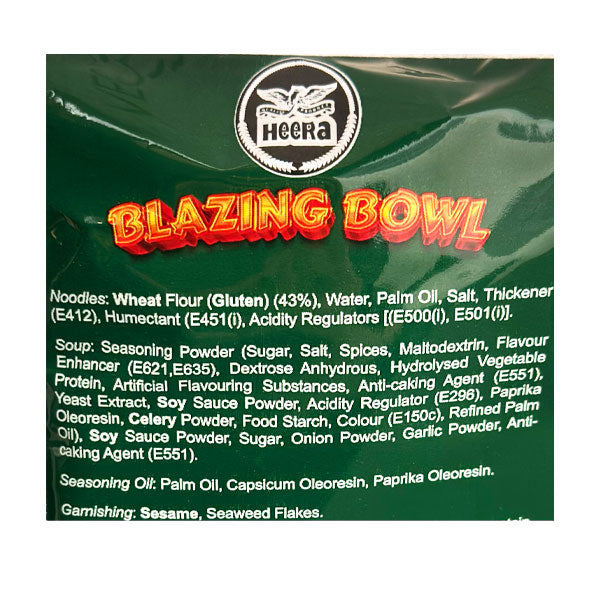 HEERA
BLAZING BOWL
Noodles: Wheat Flour (Gluten) (43%), Water, Palm Oil, Salt, Thickener
(E412), Humectant (E451(i), Acidity Regulators [(E500(i), E501(i)].
Soup: Seasoning Powder (Sugar, Salt, Spices, Maltodextrin, Flavour
Enhancer (E621,E635), Dextrose Anhydrous, Hydrolysed Vegetable
Protein, Artificial Flavouring Substances, Anti-caking Agent (E551),
Yeast Extract, Soy Sauce Powder, Acidity Regulator (E296), Paprika
Oleoresin, Celery Powder, Food Starch, Colour (E150c), Refined Palm
Oil), Soy Sauce Powder, Sugar, Onion Powder, Garlic Powder, Anti-
caking Agent (E551).
Seasoning Oil: Palm Oil, Capsicum Oleoresin, Paprika Oleoresin.
Garnishing: Sesame, Seaweed Flakes.